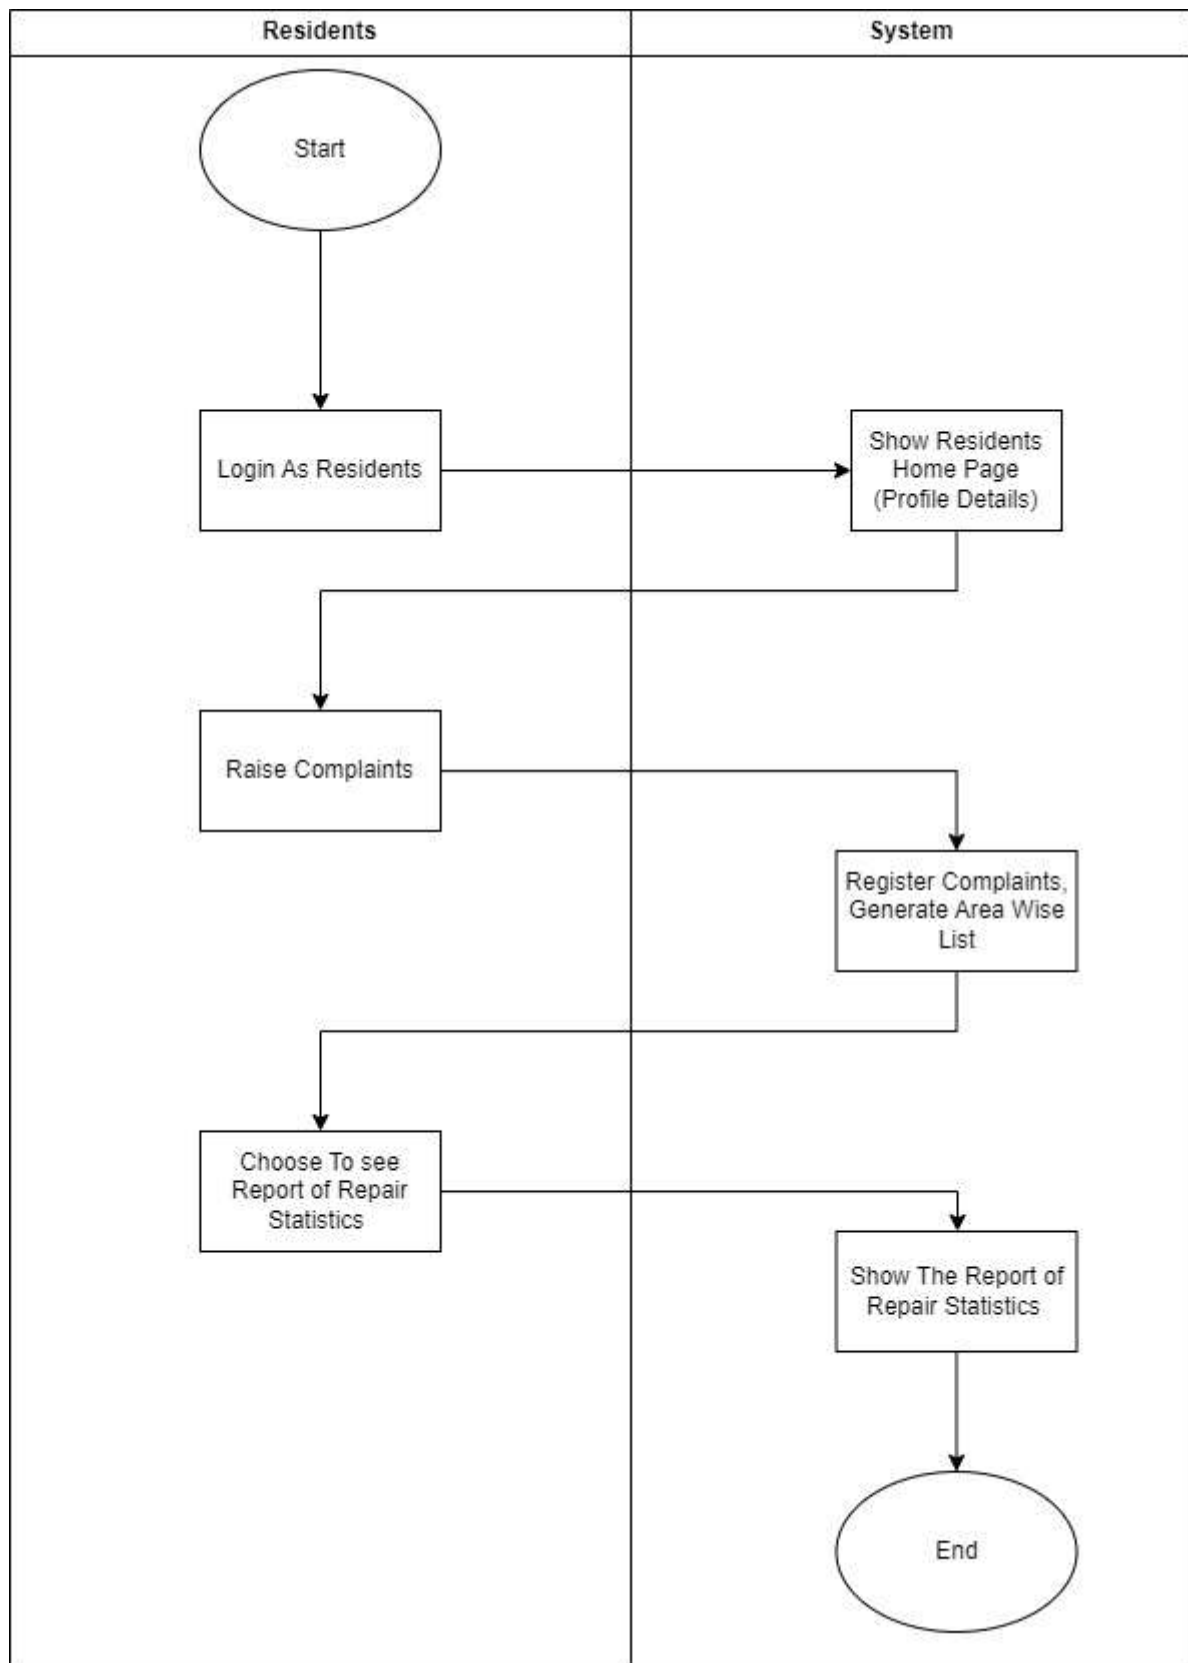 Residents
System
Start
Login As Residents
Show Residents
Home Page
(Profile Details)
Raise Complaints
Register Complaints,
Generate Area Wise
List
Choose To see
Report of Repair
Statistics
Show The Report of
Repair Statistics
End